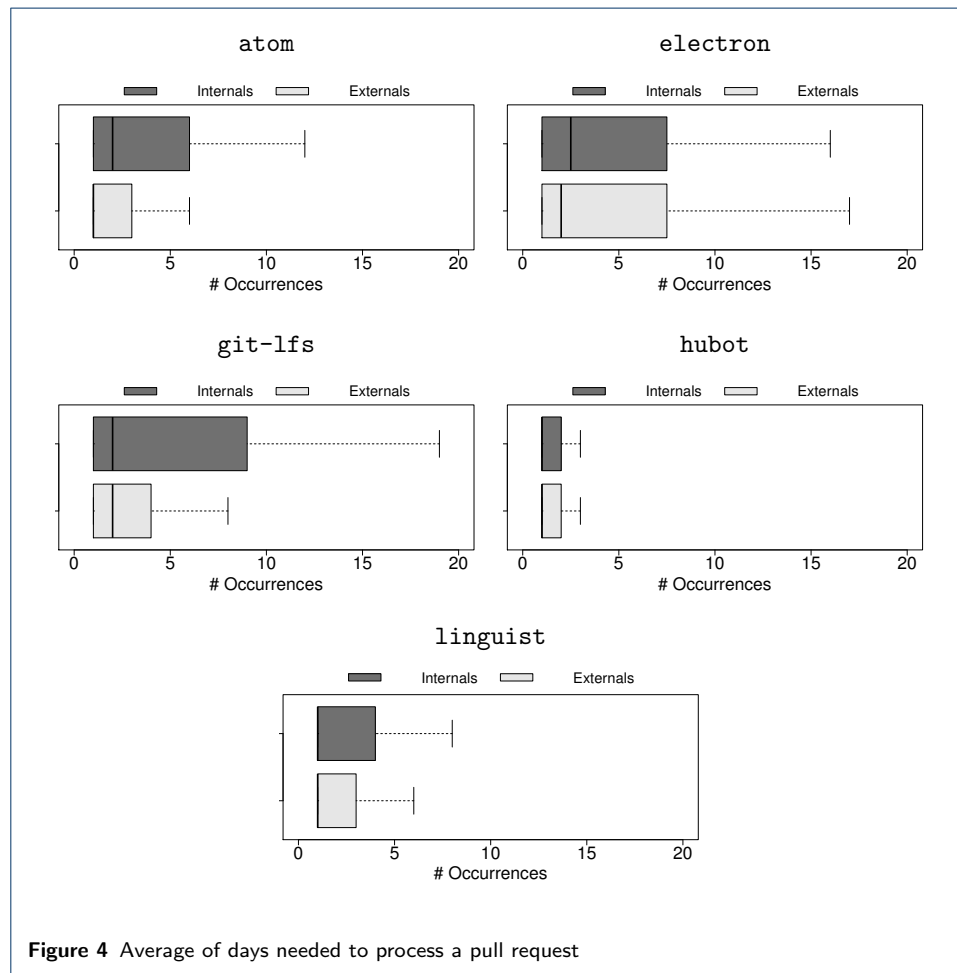 atom
Internals Externals
0 5 10 15 20
# Occurrences
electron
Internals Externals
0 5 10 15 20
# Occurrences
git-lfs
Internals Externals
0 5 10 15 20
# Occurrences
hubot
Internals Externals
0 5 10 15 20
# Occurrences
linguist
Internals Externals
0 5 10 15 20
# Occurrences
Figure 4 Average of days needed to process a pull request